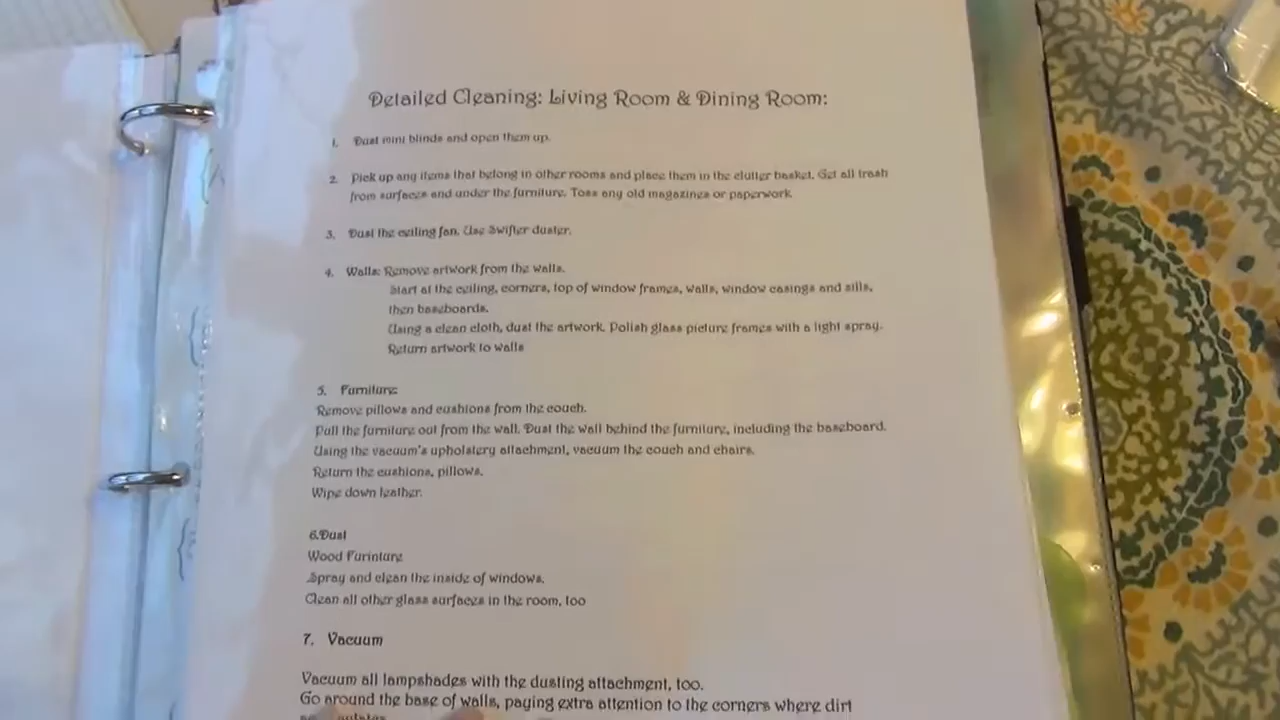 Detailed Cleaning: Living Room & Dining Room:
1. Dust mini blinds and open them up.
2. Pick up any items that belong in other rooms and place them in the clutter basket. Get all trash
from surfaces and under the furniture. Toss any old magazines or paperwork.
3. Dust the ceiling fan. Use Swifter duster.
4. Walls: Remove artwork from the walls.
Start at the ceiling, corners, top of window frames, walls, window casings and sills,
then baseboards.
Using a clean cloth, dust the artwork. Polish glass picture frames with a light spray.
Return artwork to walls
5. Furniture:
Remove pillows and cushions from the couch.
Pull the furniture out from the wall. Dust the wall behind the furniture, including the baseboard.
Using the vacuum's upholstery attachment, vacuum the couch and chairs.
Return the cushions, pillows.
Wipe down leather.
6.Dust
Wood Furinture
Spray and clean the inside of windows.
Clean all other glass surfaces in the room, too
7. Vacuum
Vacuum all lampshades with the dusting attachment, too.
Go around the base of walls, paying extra attention to the corners where dirt